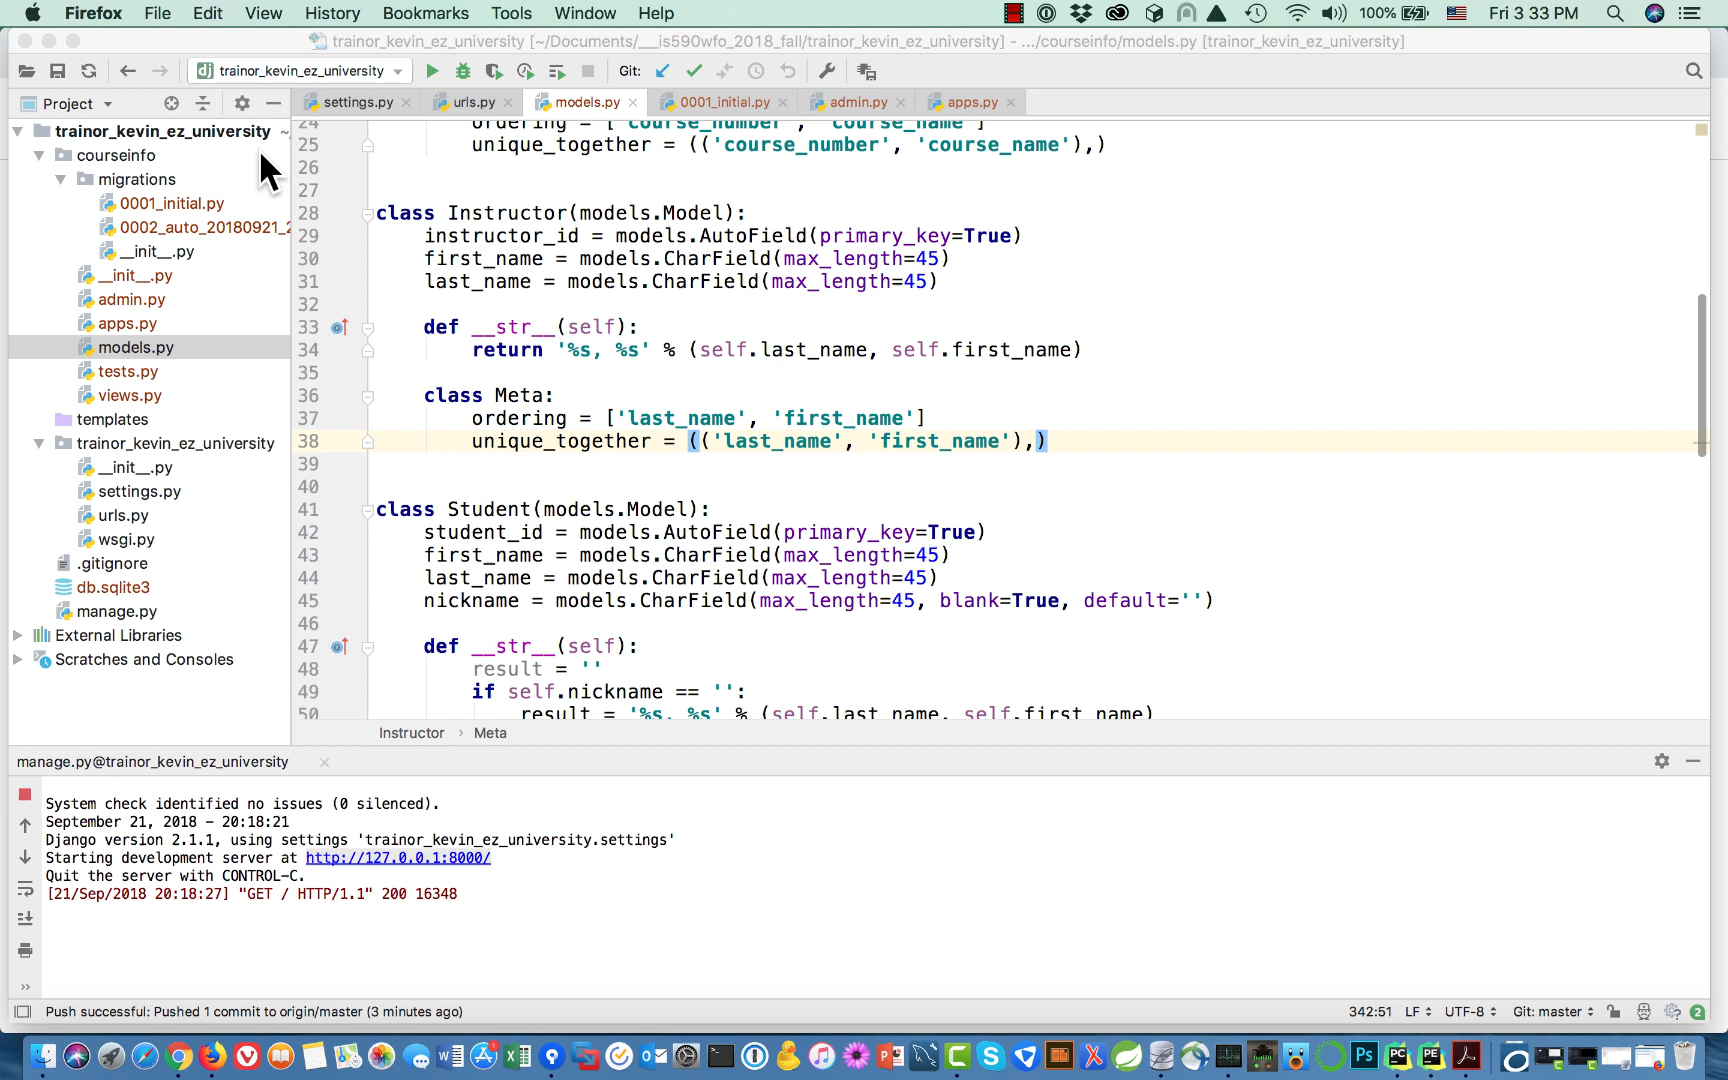 Firefox File Edit View History Bookmarks Tools Window Help 100% Fri 3 33 PM
trainor_kevin_ez_university [~/Documents/__is590wfo_2018_fall/trainor_kevin_ez_university] - .../courseinfo/models.py [trainor_kevin_ez_university]
trainor_kevin_ez_university Git:
Project settings.py urls.py models.py 0001_initial.py admin.py apps.py
trainor_kevin_ez_university ~
courseinfo
migrations
0001_initial.py
0002_auto_20180921_2
__init__.py
__init__.py
admin.py
apps.py
models.py
tests.py
views.py
templates
trainor_kevin_ez_university
__init__.py
settings.py
urls.py
wsgi.py
.gitignore
db.sqlite3
manage.py
External Libraries
Scratches and Consoles
24 ordering = ['course_number', 'course_name']
25 unique_together = (('course_number', 'course_name'),)
26
27
28 class Instructor(models.Model):
29 instructor_id = models.AutoField(primary_key=True)
30 first_name = models.CharField(max_length=45)
31 last_name = models.CharField(max_length=45)
32
33 def __str__(self):
34 return '%s, %s' % (self.last_name, self.first_name)
35
36 class Meta:
37 ordering = ['last_name', 'first_name']
38 unique_together = (('last_name', 'first_name'),)
39
40
41 class Student(models.Model):
42 student_id = models.AutoField(primary_key=True)
43 first_name = models.CharField(max_length=45)
44 last_name = models.CharField(max_length=45)
45 nickname = models.CharField(max_length=45, blank=True, default='')
46
47 def __str__(self):
48 result = ''
49 if self.nickname == '':
50 result = '%s, %s' % (self.last_name, self.first_name)
Instructor › Meta
manage.py@trainor_kevin_ez_university
System check identified no issues (0 silenced).
September 21, 2018 - 20:18:21
Django version 2.1.1, using settings 'trainor_kevin_ez_university.settings'
Starting development server at http://127.0.0.1:8000/
Quit the server with CONTROL-C.
[21/Sep/2018 20:18:27] "GET / HTTP/1.1" 200 16348
Push successful: Pushed 1 commit to origin/master (3 minutes ago) 342:51 LF UTF-8 Git: master 2